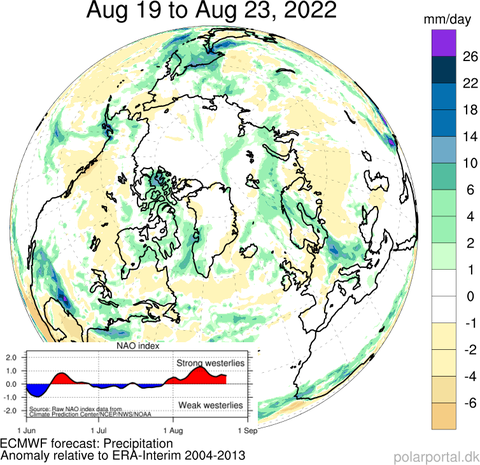 Aug 19 to Aug 23, 2022
mm/day
26
22
18
14
10
6
4
2
1
0
-1
-2
-4
-6
NAO index
2.0
1.0
0.0
-1.0
-2.0
Strong westerlies
Weak westerlies
Source: Raw NAO index data from
Climate Prediction Center/NCEP/NWS/NOAA
1 Jun 1 Jul 1 Aug 1 Sep
ECMWF forecast: Precipitation
Anomaly relative to ERA-Interim 2004-2013
polarportal.dk